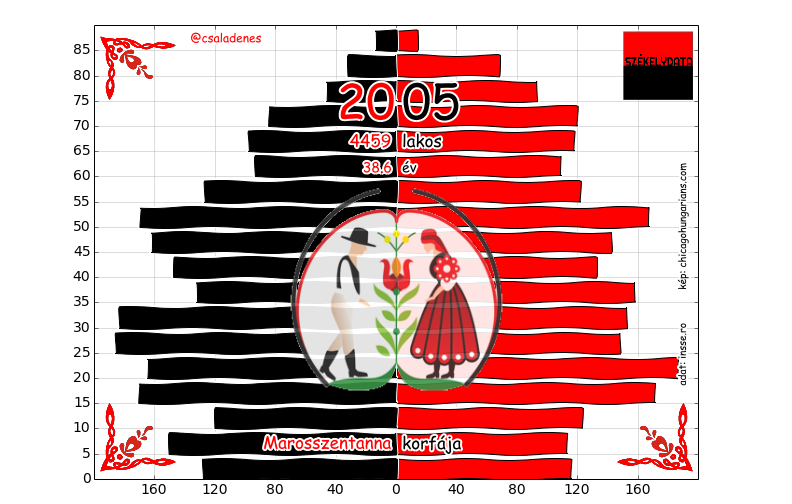 @csaladenes
SZÉKELYDATA
2005
4459 lakos
38.6 év
kép: chicagohungarians.com
adat: insse.ro
Marosszentanna korfája
85
80
75
70
65
60
55
50
45
40
35
30
25
20
15
10
5
0
160 120 80 40 0 40 80 120 160